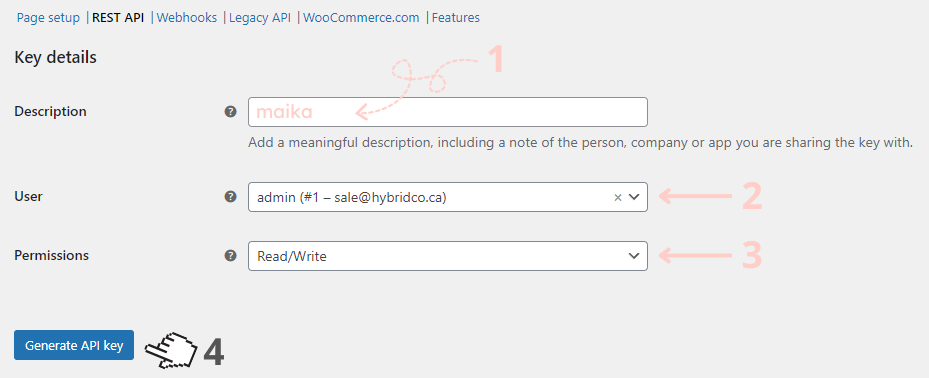 Page setup | REST API | Webhooks | Legacy API | WooCommerce.com | Features
Key details
1
Description ? maika
Add a meaningful description, including a note of the person, company or app you are sharing the key with.
User ? admin (#1 – sale@hybridco.ca) × 2
Permissions ? Read/Write 3
Generate API key 4